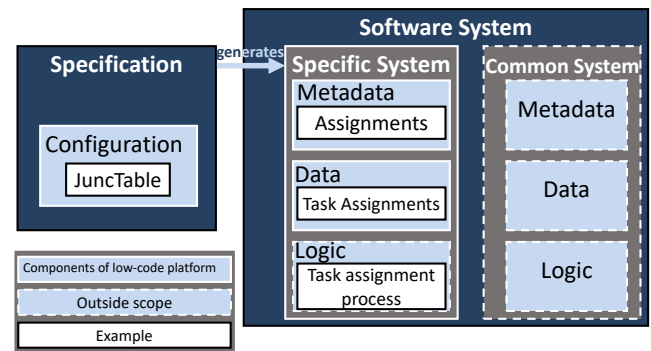 Software System
generates
Specification
Specific System
Common System
Metadata
Assignments
Metadata
Configuration
JuncTable
Data
Task Assignments
Data
Logic
Task assignment
process
Logic
Components of low-code platform
Outside scope
Example